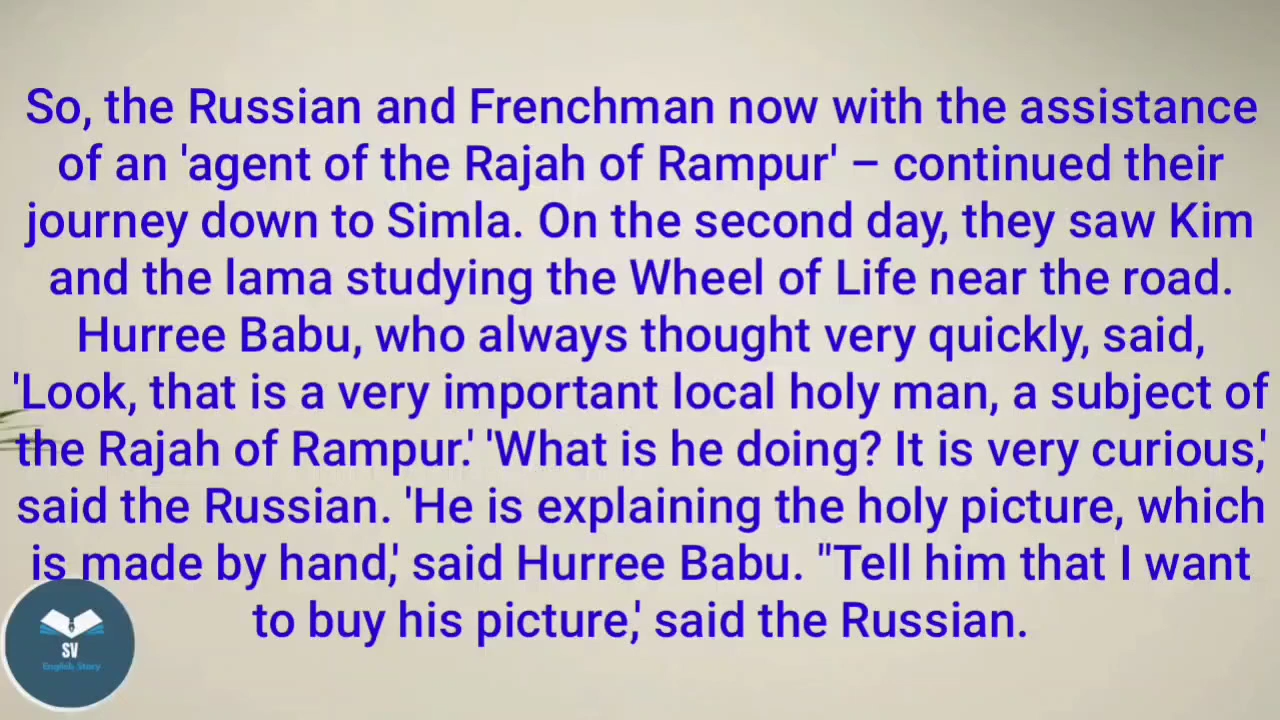 So, the Russian and Frenchman now with the assistance
of an 'agent of the Rajah of Rampur' – continued their
journey down to Simla. On the second day, they saw Kim
and the lama studying the Wheel of Life near the road.
Hurree Babu, who always thought very quickly, said,
'Look, that is a very important local holy man, a subject of
the Rajah of Rampur.' 'What is he doing? It is very curious,'
said the Russian. 'He is explaining the holy picture, which
is made by hand,' said Hurree Babu. "Tell him that I want
to buy his picture,' said the Russian.
SV
English Story